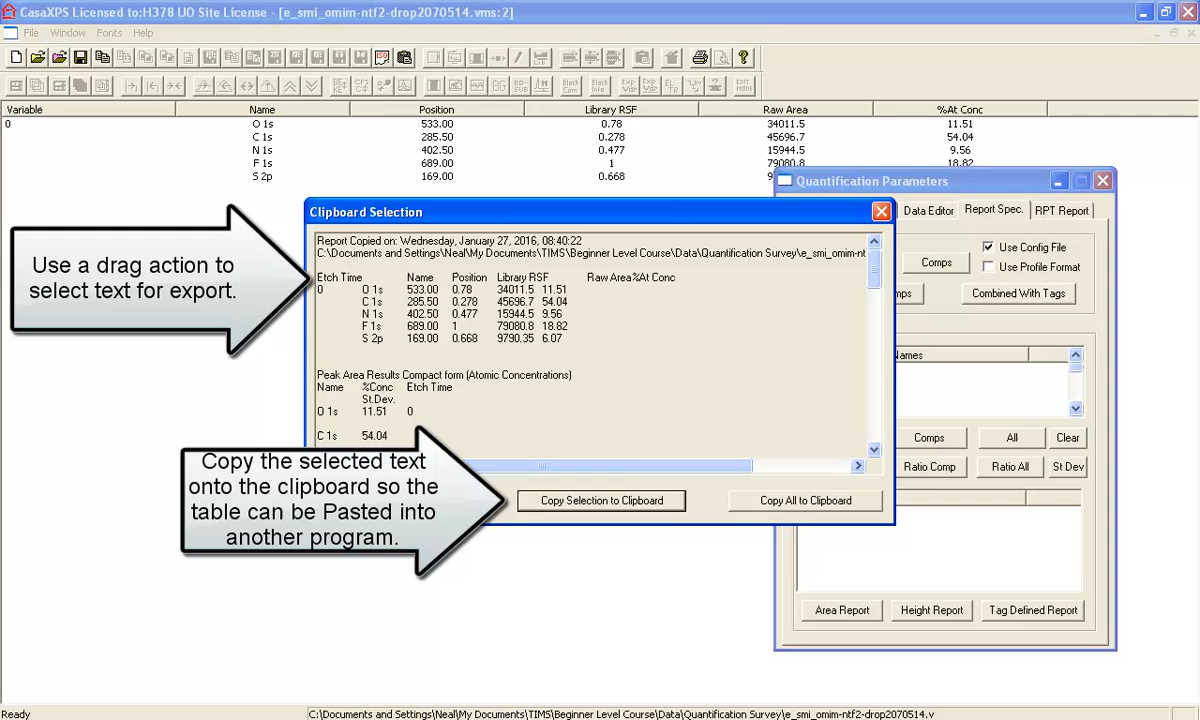 CasaXPS Licensed to:H378 UO Site License - [e_smi_omim-ntf2-drop2070514.vms:2]
File Window Fonts Help
Variable Name Position Library RSF Raw Area %At Conc
0 O 1s 533.00 0.78 34011.5 11.51
C 1s 285.50 0.278 45696.7 54.04
N 1s 402.50 0.477 15944.5 9.56
F 1s 689.00 1 79080.8 18.82
S 2p 169.00 0.668
Quantification Parameters
Data Editor Report Spec. RPT Report
Use Config File
Comps
Use Profile Format
Combined With Tags
Comps All Clear
Ratio Comp Ratio All St Dev
Area Report Height Report Tag Defined Report
Clipboard Selection
Report Copied on: Wednesday, January 27, 2016, 08:40:22
C:\Documents and Settings\Neal\My Documents\TIMS\Beginner Level Course\Data\Quantification Survey\e_smi_omim-nt
Etch Time Name Position Library RSF Raw Area%At Conc
0 O 1s 533.00 0.78 34011.5 11.51
C 1s 285.50 0.278 45696.7 54.04
N 1s 402.50 0.477 15944.5 9.56
F 1s 689.00 1 79080.8 18.82
S 2p 169.00 0.668 9790.35 6.07
Peak Area Results Compact form (Atomic Concentrations)
Name %Conc Etch Time
St.Dev.
O 1s 11.51 0
C 1s 54.04
Copy Selection to Clipboard Copy All to Clipboard
Use a drag action to
select text for export.
Copy the selected text
onto the clipboard so the
table can be Pasted into
another program.
Ready C:\Documents and Settings\Neal\My Documents\TIMS\Beginner Level Course\Data\Quantification Survey\e_smi_omim-ntf2-drop2070514.v